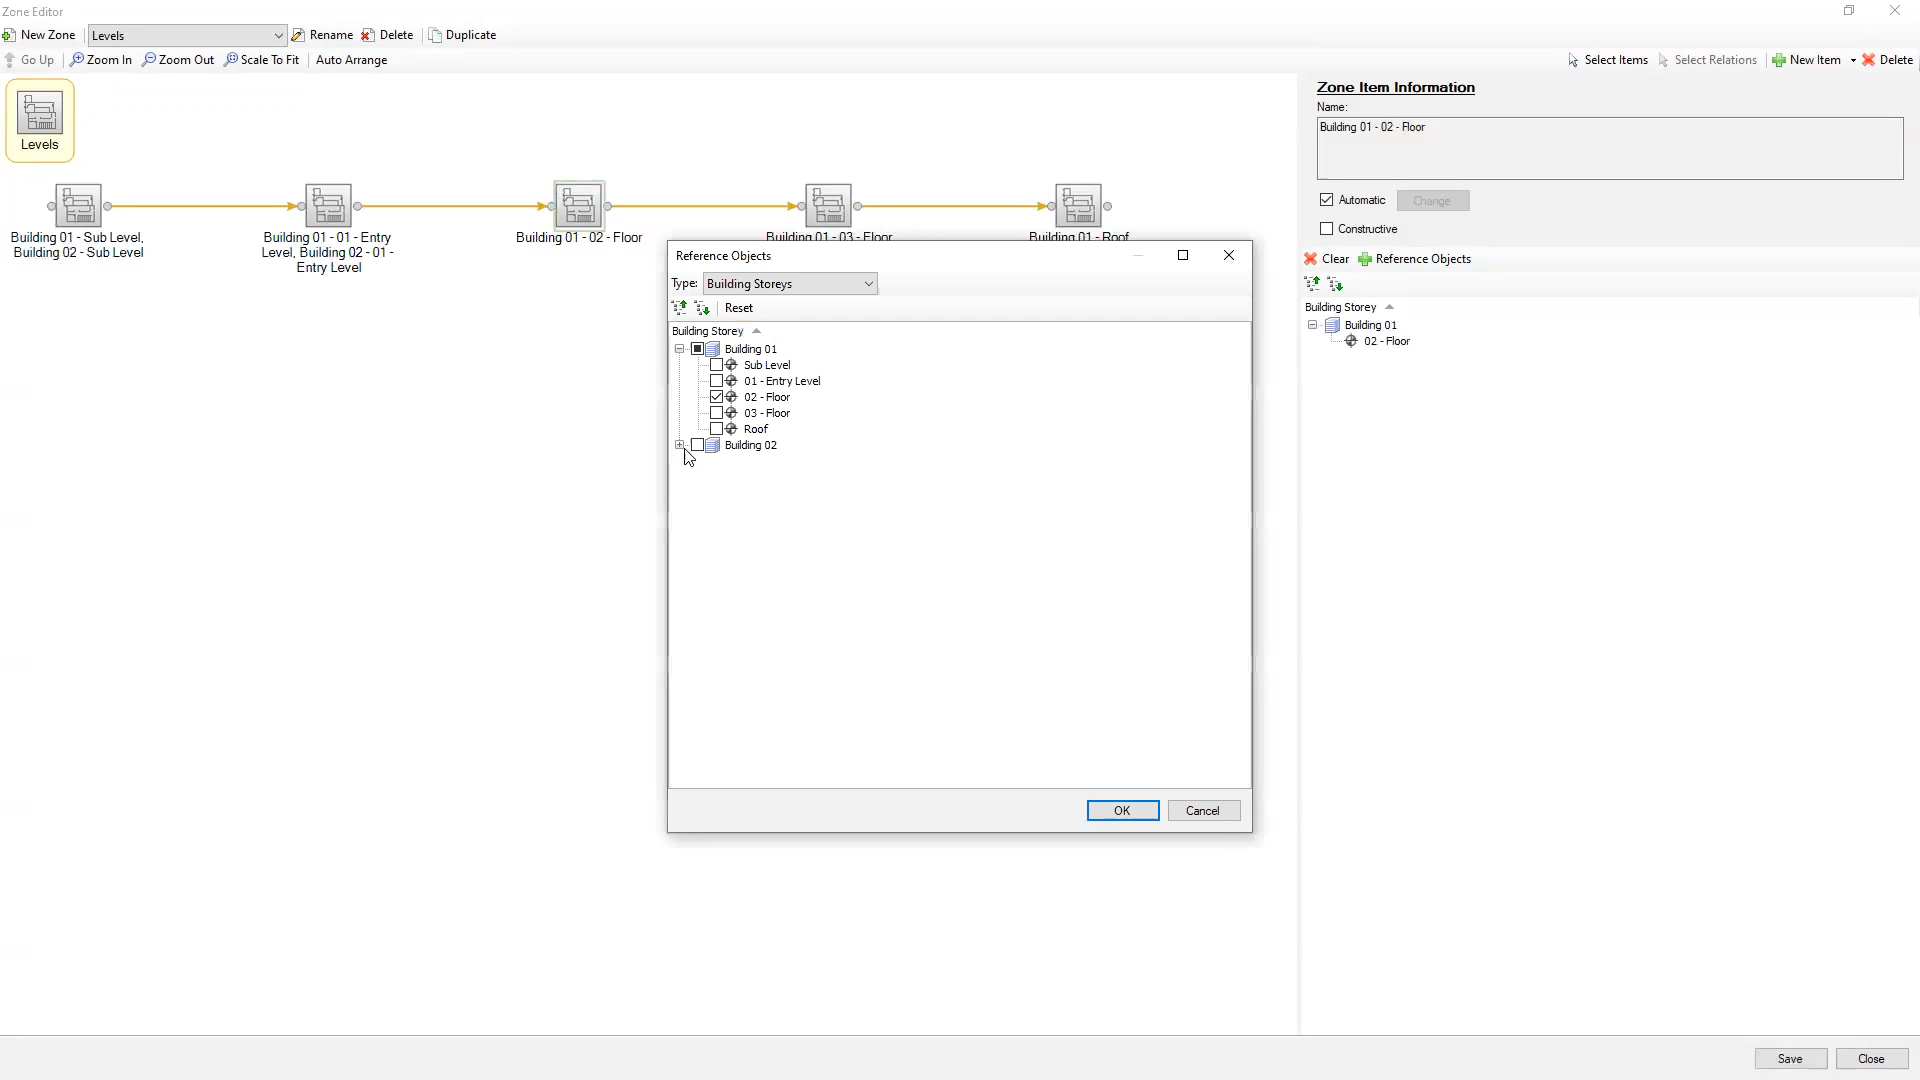 Zone Editor
New Zone Levels Rename Delete Duplicate
Go Up Zoom In Zoom Out Scale To Fit Auto Arrange Select Items Select Relations New Item Delete
Levels
Building 01 - Sub Level,
Building 02 - Sub Level
Building 01 - 01 - Entry
Level, Building 02 - 01 -
Entry Level
Building 01 - 02 - Floor
Building 01 - 03 - Floor
Building 01 - Roof
Reference Objects
Type: Building Storeys
Reset
Building Storey
Building 01
Sub Level
01 - Entry Level
02 - Floor
03 - Floor
Roof
Building 02
OK Cancel
Zone Item Information
Name:
Building 01 - 02 - Floor
Automatic Change
Constructive
Clear Reference Objects
Building Storey
Building 01
02 - Floor
Save Close